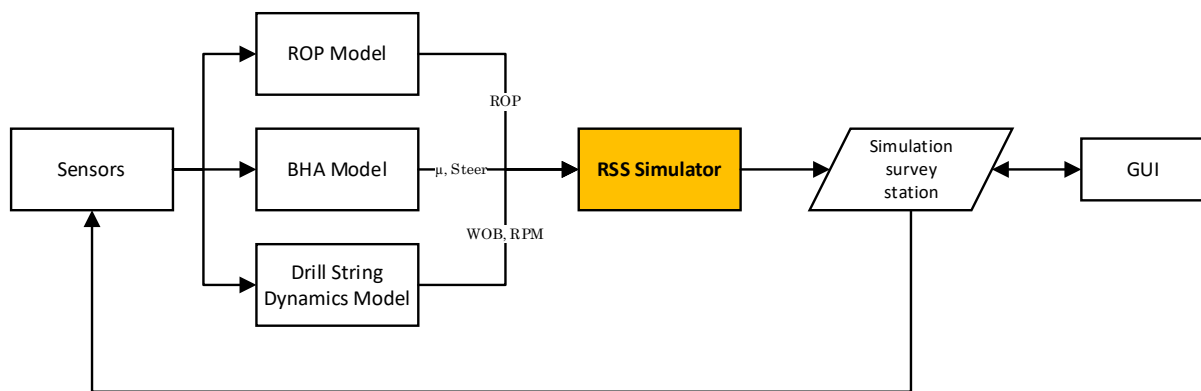 ROP Model
ROP
Sensors
BHA Model
µ, Steer
RSS Simulator
Simulation
survey
station
GUI
WOB, RPM
Drill String
Dynamics Model